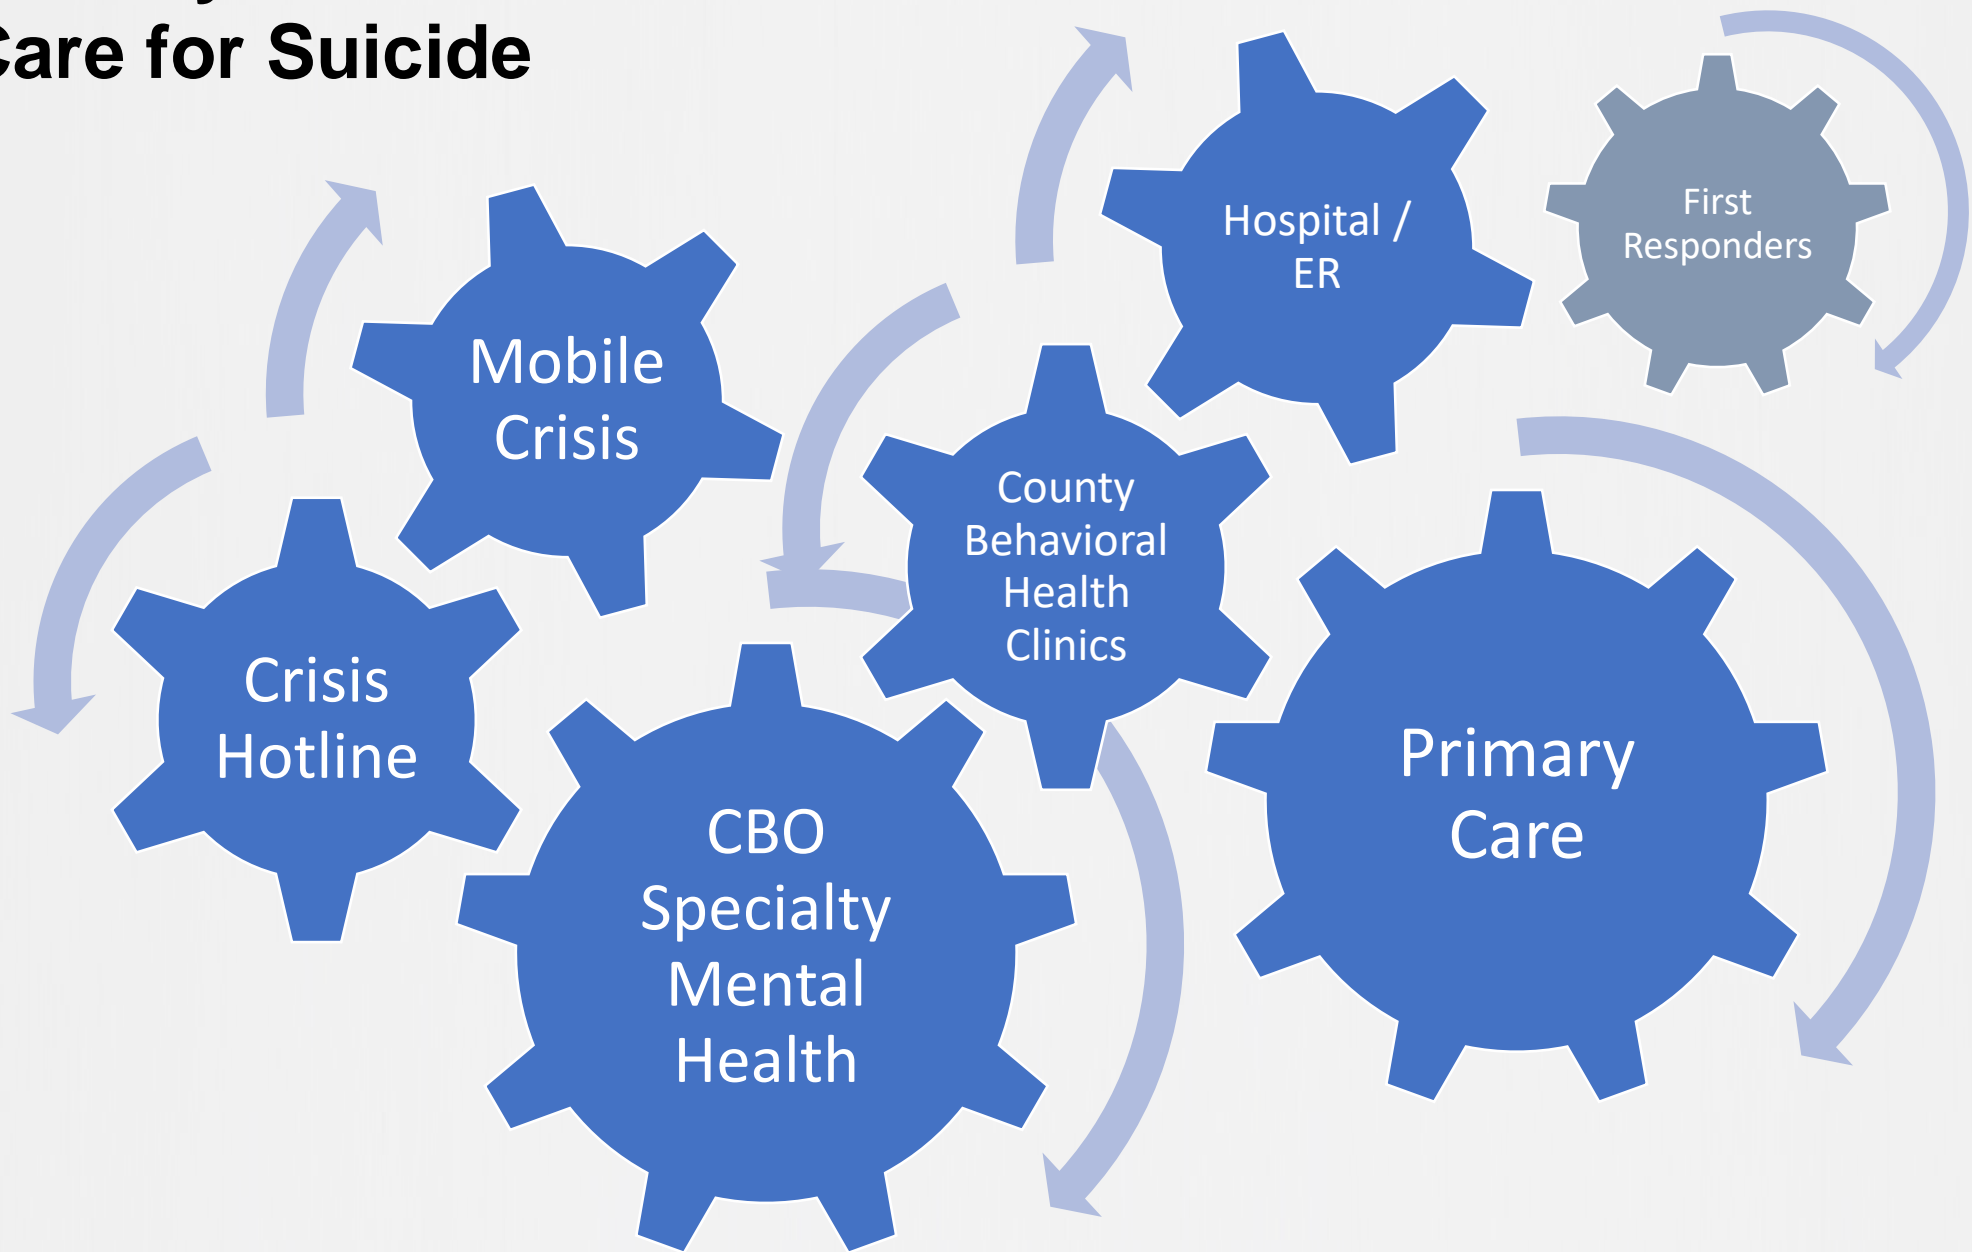 Care for Suicide
Hospital /
ER
First
Responders
Mobile
Crisis
County
Behavioral
Health
Clinics
Crisis
Hotline
CBO
Specialty
Mental
Health
Primary
Care